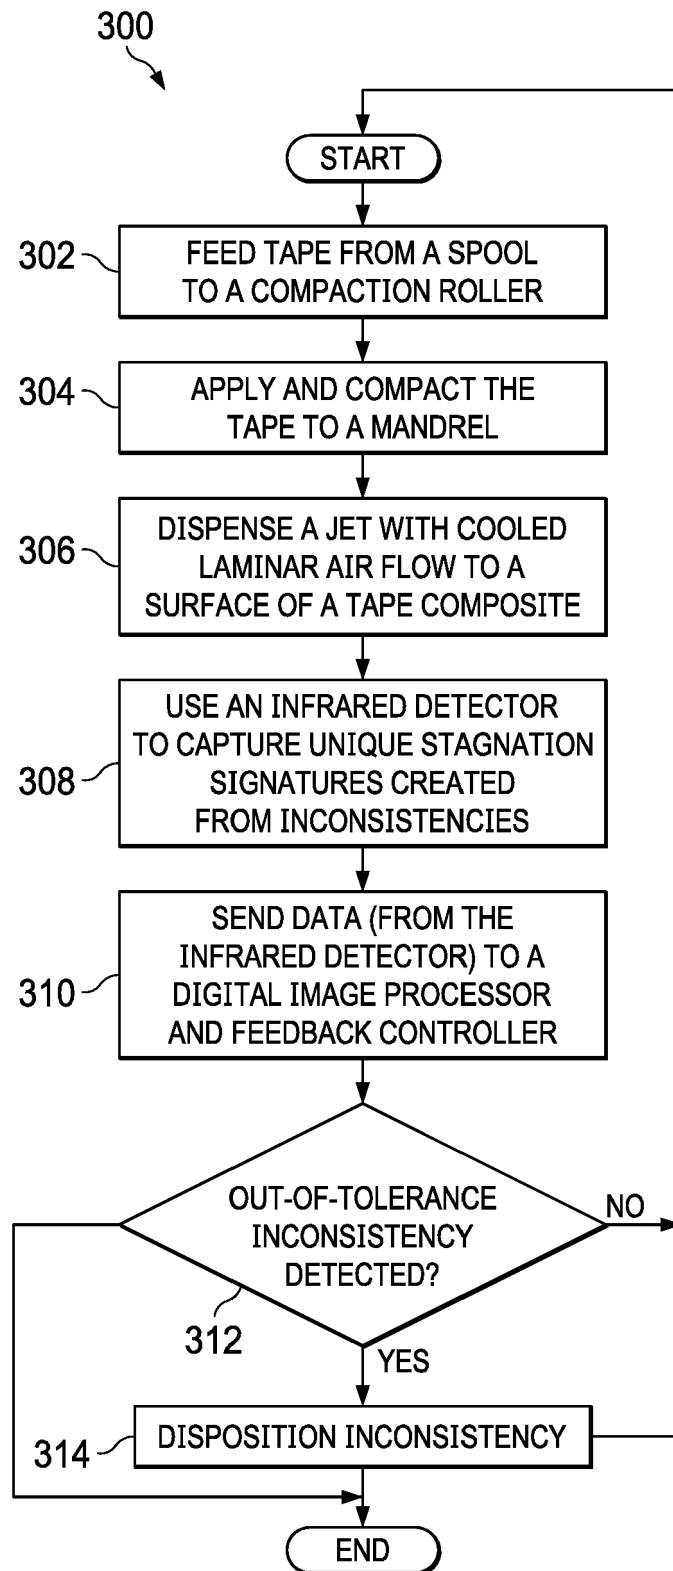 300
START
302
FEED TAPE FROM A SPOOL
TO A COMPACTION ROLLER
304
APPLY AND COMPACT THE
TAPE TO A MANDREL
306
DISPENSE A JET WITH COOLED
LAMINAR AIR FLOW TO A
SURFACE OF A TAPE COMPOSITE
308
USE AN INFRARED DETECTOR
TO CAPTURE UNIQUE STAGNATION
SIGNATURES CREATED
FROM INCONSISTENCIES
310
SEND DATA (FROM THE
INFRARED DETECTOR) TO A
DIGITAL IMAGE PROCESSOR
AND FEEDBACK CONTROLLER
OUT-OF-TOLERANCE
INCONSISTENCY
DETECTED?
NO
312
YES
314
DISPOSITION INCONSISTENCY
END